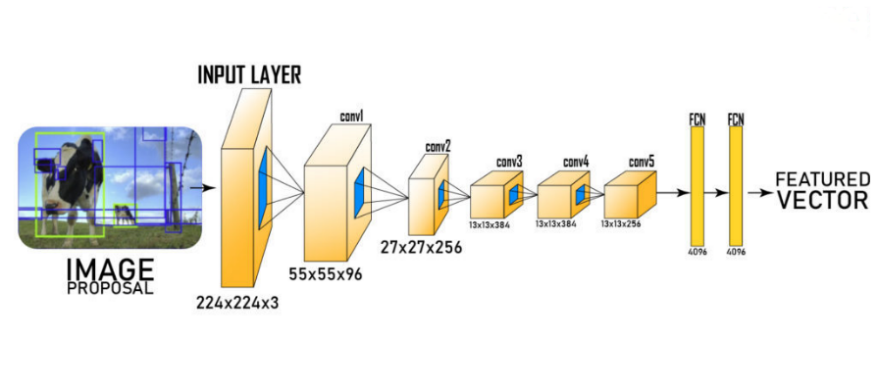 INPUT LAYER
conv1
conv2
conv3
conv4
conv5
FCN
FCN
IMAGE
PROPOSAL
224x224x3
55x55x96
27x27x256
13x13x384
13x13x384
13x13x256
4096
4096
FEATURED
VECTOR